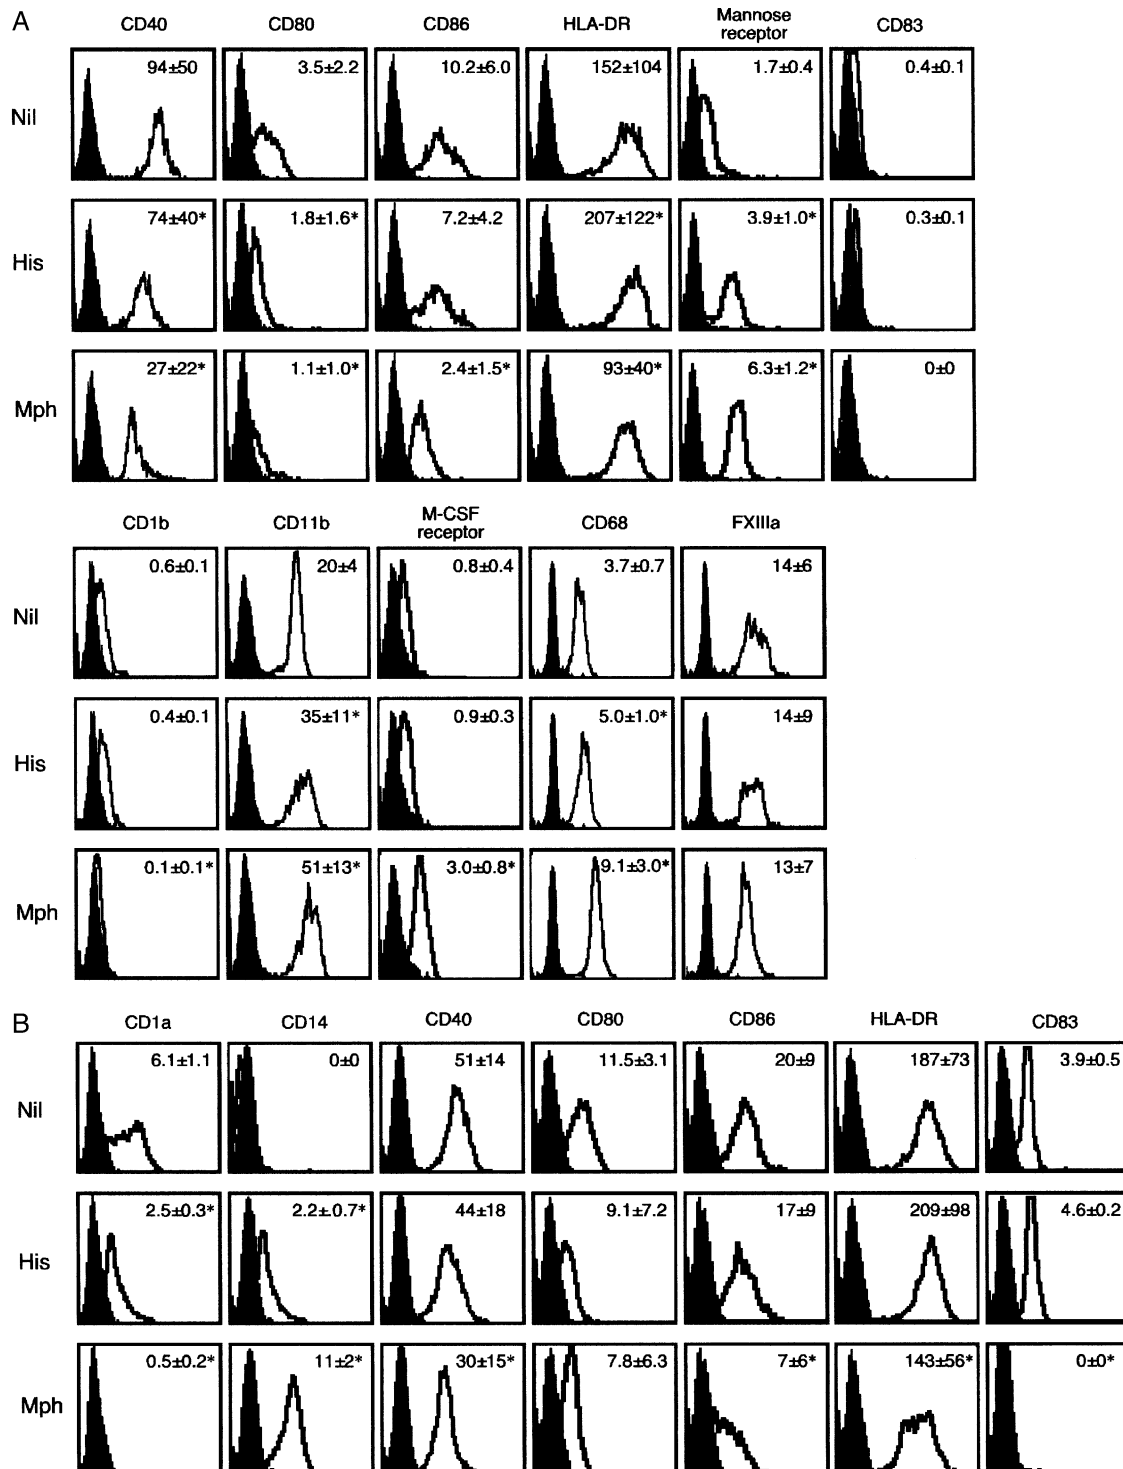 A
CD40 CD80 CD86 HLA-DR Mannose receptor CD83
Nil 94±50 3.5±2.2 10.2±6.0 152±104 1.7±0.4 0.4±0.1
His 74±40* 1.8±1.6* 7.2±4.2 207±122* 3.9±1.0* 0.3±0.1
Mph 27±22* 1.1±1.0* 2.4±1.5* 93±40* 6.3±1.2* 0±0
CD1b CD11b M-CSF receptor CD68 FXIIIa
Nil 0.6±0.1 20±4 0.8±0.4 3.7±0.7 14±6
His 0.4±0.1 35±11* 0.9±0.3 5.0±1.0* 14±9
Mph 0.1±0.1* 51±13* 3.0±0.8* 9.1±3.0* 13±7
B
CD1a CD14 CD40 CD80 CD86 HLA-DR CD83
Nil 6.1±1.1 0±0 51±14 11.5±3.1 20±9 187±73 3.9±0.5
His 2.5±0.3* 2.2±0.7* 44±18 9.1±7.2 17±9 209±98 4.6±0.2
Mph 0.5±0.2* 11±2* 30±15* 7.8±6.3 7±6* 143±56* 0±0*